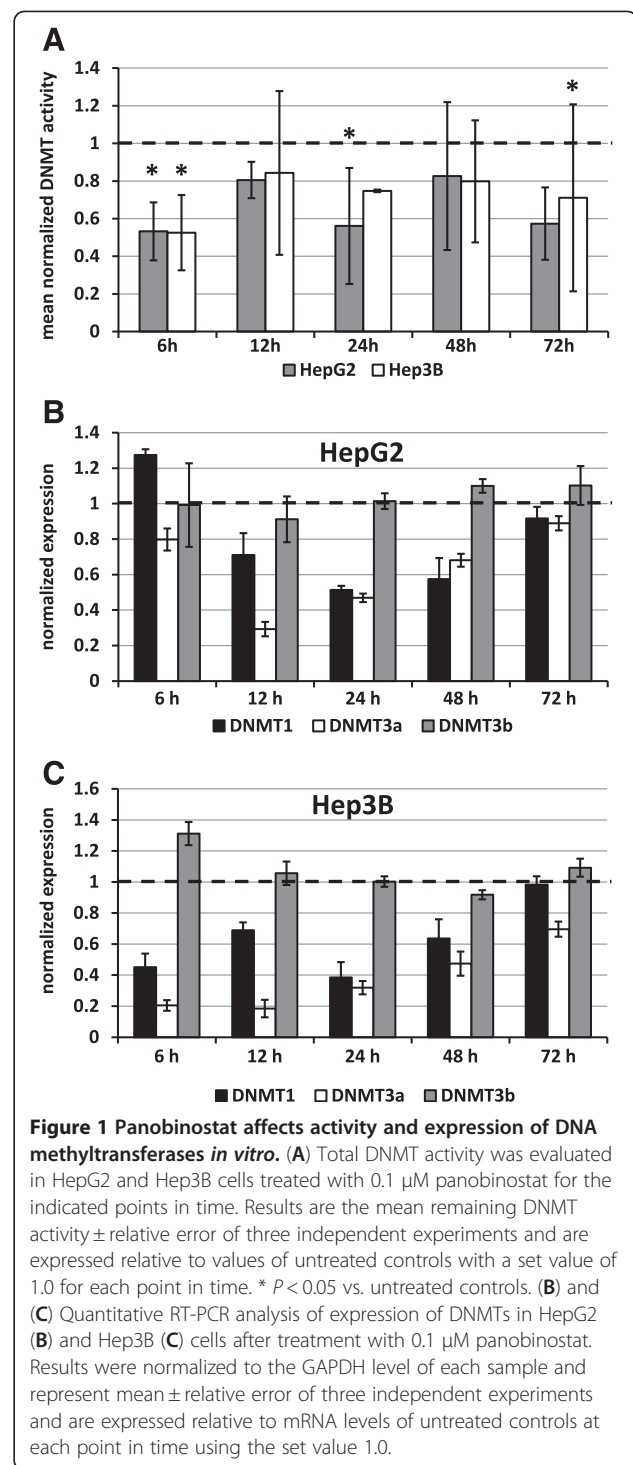 A
mean normalized DNMT activity
1.4
1.2
1
0.8
0.6
0.4
0.2
0
* * * *
6h 12h 24h 48h 72h
HepG2 Hep3B
B
HepG2
normalized expression
1.4
1.2
1
0.8
0.6
0.4
0.2
0
6 h 12 h 24 h 48 h 72 h
DNMT1 DNMT3a DNMT3b
C
Hep3B
normalized expression
1.6
1.4
1.2
1
0.8
0.6
0.4
0.2
0
6 h 12 h 24 h 48 h 72 h
DNMT1 DNMT3a DNMT3b
Figure 1 Panobinostat affects activity and expression of DNA
methyltransferases in vitro. (A) Total DNMT activity was evaluated
in HepG2 and Hep3B cells treated with 0.1 μM panobinostat for the
indicated points in time. Results are the mean remaining DNMT
activity ± relative error of three independent experiments and are
expressed relative to values of untreated controls with a set value of
1.0 for each point in time. * P < 0.05 vs. untreated controls. (B) and
(C) Quantitative RT-PCR analysis of expression of DNMTs in HepG2
(B) and Hep3B (C) cells after treatment with 0.1 μM panobinostat.
Results were normalized to the GAPDH level of each sample and
represent mean ± relative error of three independent experiments
and are expressed relative to mRNA levels of untreated controls at
each point in time using the set value 1.0.